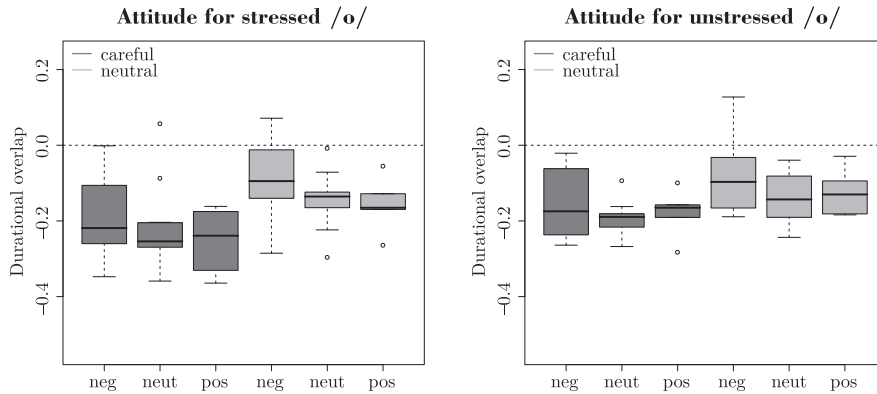 Attitude for stressed /o/
careful
neutral
Durational overlap
0.2
0.0
−0.2
−0.4
neg neut pos neg neut pos
Attitude for unstressed /o/
careful
neutral
Durational overlap
0.2
0.0
−0.2
−0.4
neg neut pos neg neut pos